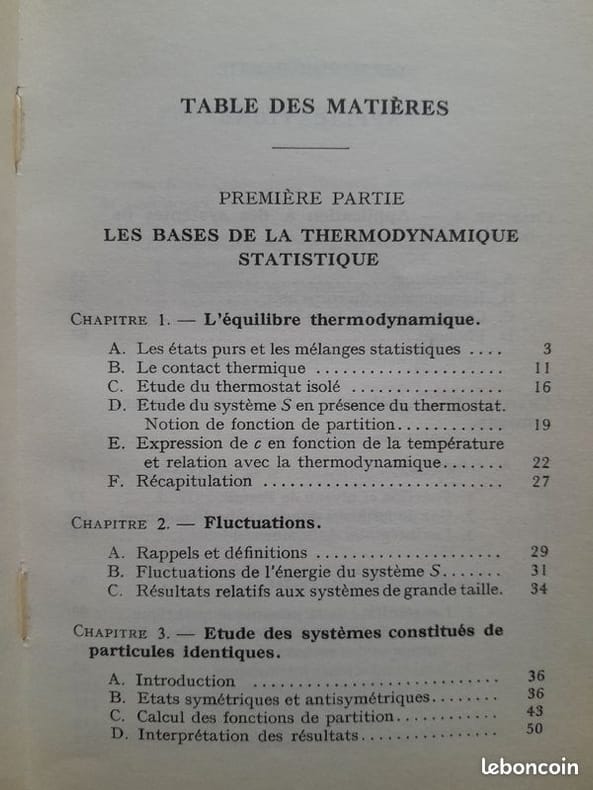 TABLE DES MATIÈRES
PREMIÈRE PARTIE
LES BASES DE LA THERMODYNAMIQUE
STATISTIQUE
CHAPITRE 1. — L'équilibre thermodynamique.
A. Les états purs et les mélanges statistiques .... 3
B. Le contact thermique ..................... 11
C. Etude du thermostat isolé ................. 16
D. Etude du système S en présence du thermostat.
Notion de fonction de partition............ 19
E. Expression de c en fonction de la température
et relation avec la thermodynamique....... 22
F. Récapitulation ........................... 27
CHAPITRE 2. — Fluctuations.
A. Rappels et définitions ..................... 29
B. Fluctuations de l'énergie du système S....... 31
C. Résultats relatifs aux systèmes de grande taille. 34
CHAPITRE 3. — Etude des systèmes constitués de
particules identiques.
A. Introduction ............................ 36
B. Etats symétriques et antisymétriques........ 36
C. Calcul des fonctions de partition............ 43
D. Interprétation des résultats................ 50
leboncoin